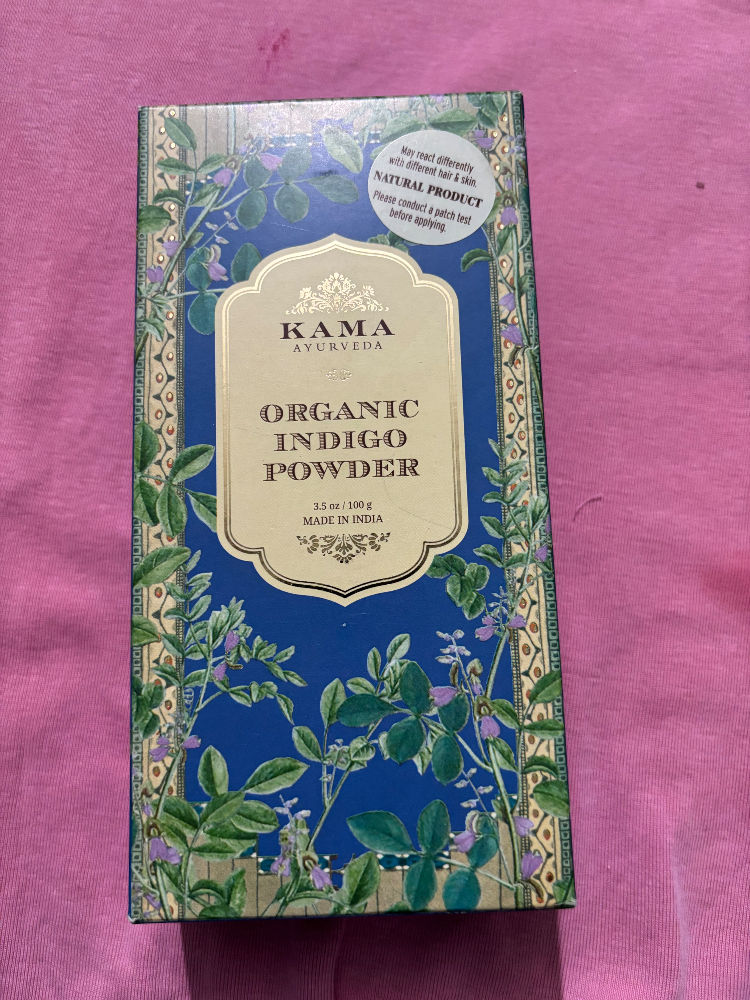 May react differently
with different hair & skin.
NATURAL PRODUCT
Please conduct a patch test
before applying.
KAMA
AYURVEDA
ORGANIC
INDIGO
POWDER
3.5 oz / 100 g
MADE IN INDIA